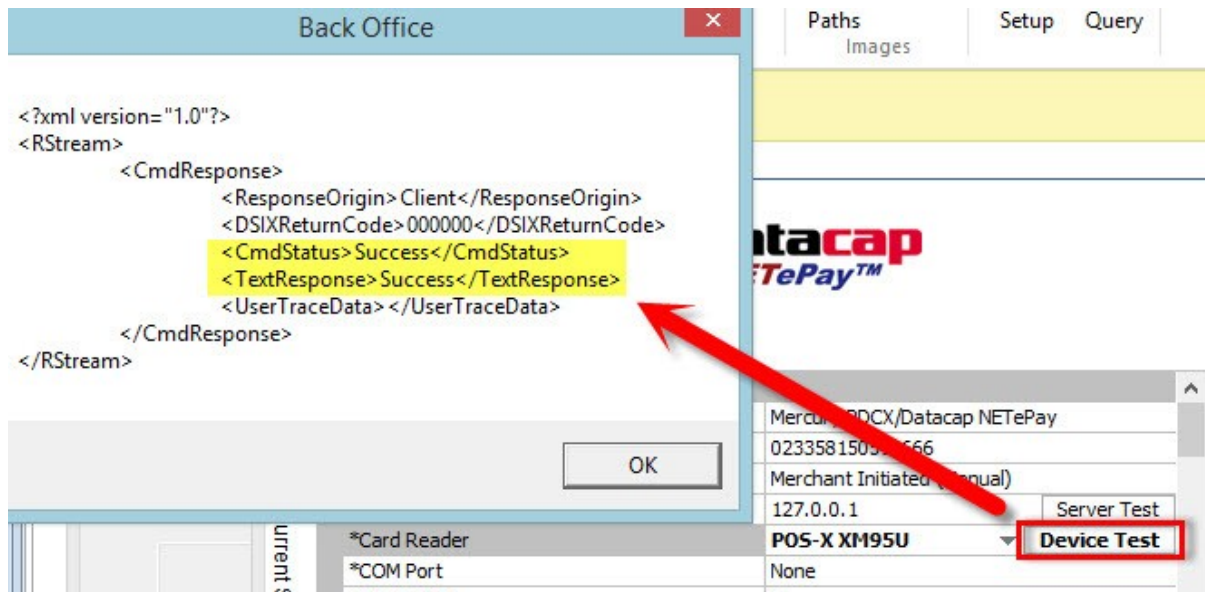 Back Office
Paths
Setup Query
Images
<?xml version="1.0"?>
<RStream>
<CmdResponse>
<ResponseOrigin>Client</ResponseOrigin>
<DSIXReturnCode>000000</DSIXReturnCode>
<CmdStatus>Success</CmdStatus>
<TextResponse>Success</TextResponse>
<UserTraceData></UserTraceData>
</CmdResponse>
</RStream>
OK
tacap
TePay™
/Datacap NETePay
Merchant Initiated
127.0.0.1 Server Test
*Card Reader POS-X XM95U Device Test
*COM Port None